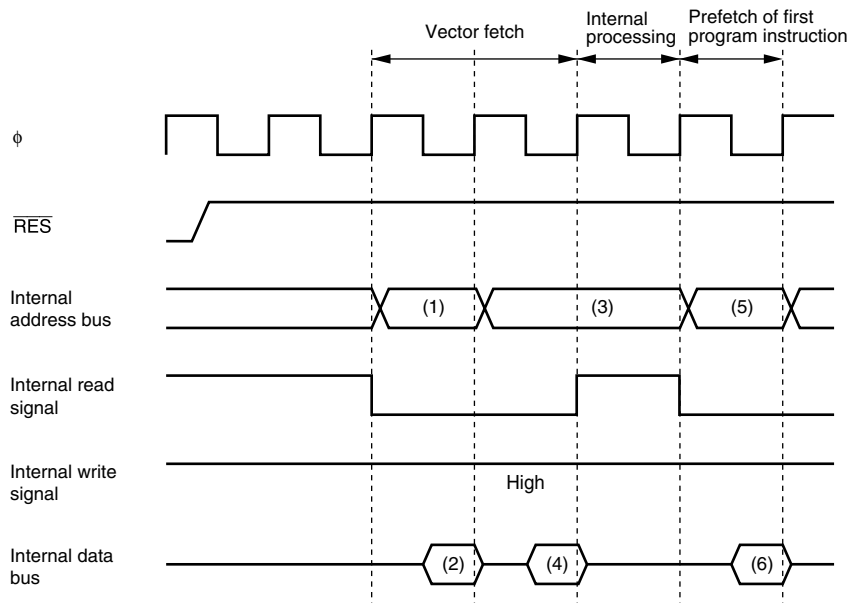 Vector fetch
Internal
processing
Prefetch of first
program instruction
ϕ
RES
Internal
address bus
(1)
(3)
(5)
Internal read
signal
Internal write
signal
High
Internal data
bus
(2)
(4)
(6)